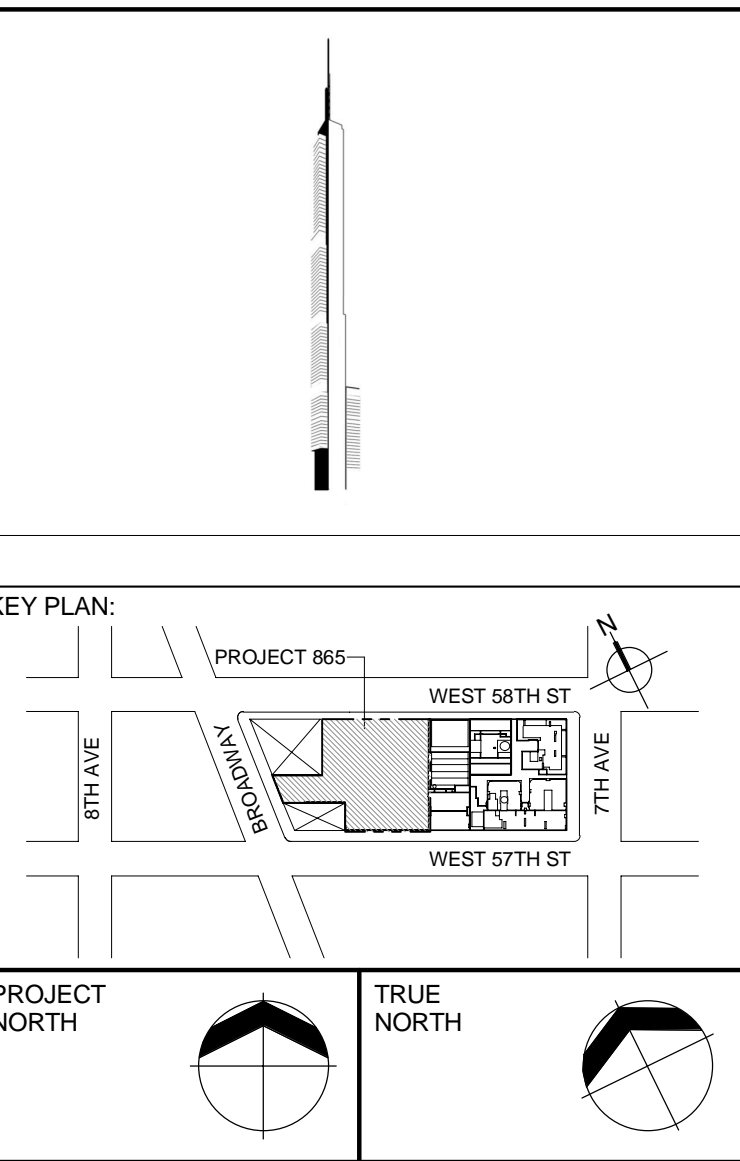 KEY PLAN:
N
PROJECT 865
WEST 58TH ST
8TH AVE
BROADWAY
7TH AVE
WEST 57TH ST
PROJECT
NORTH
TRUE
NORTH